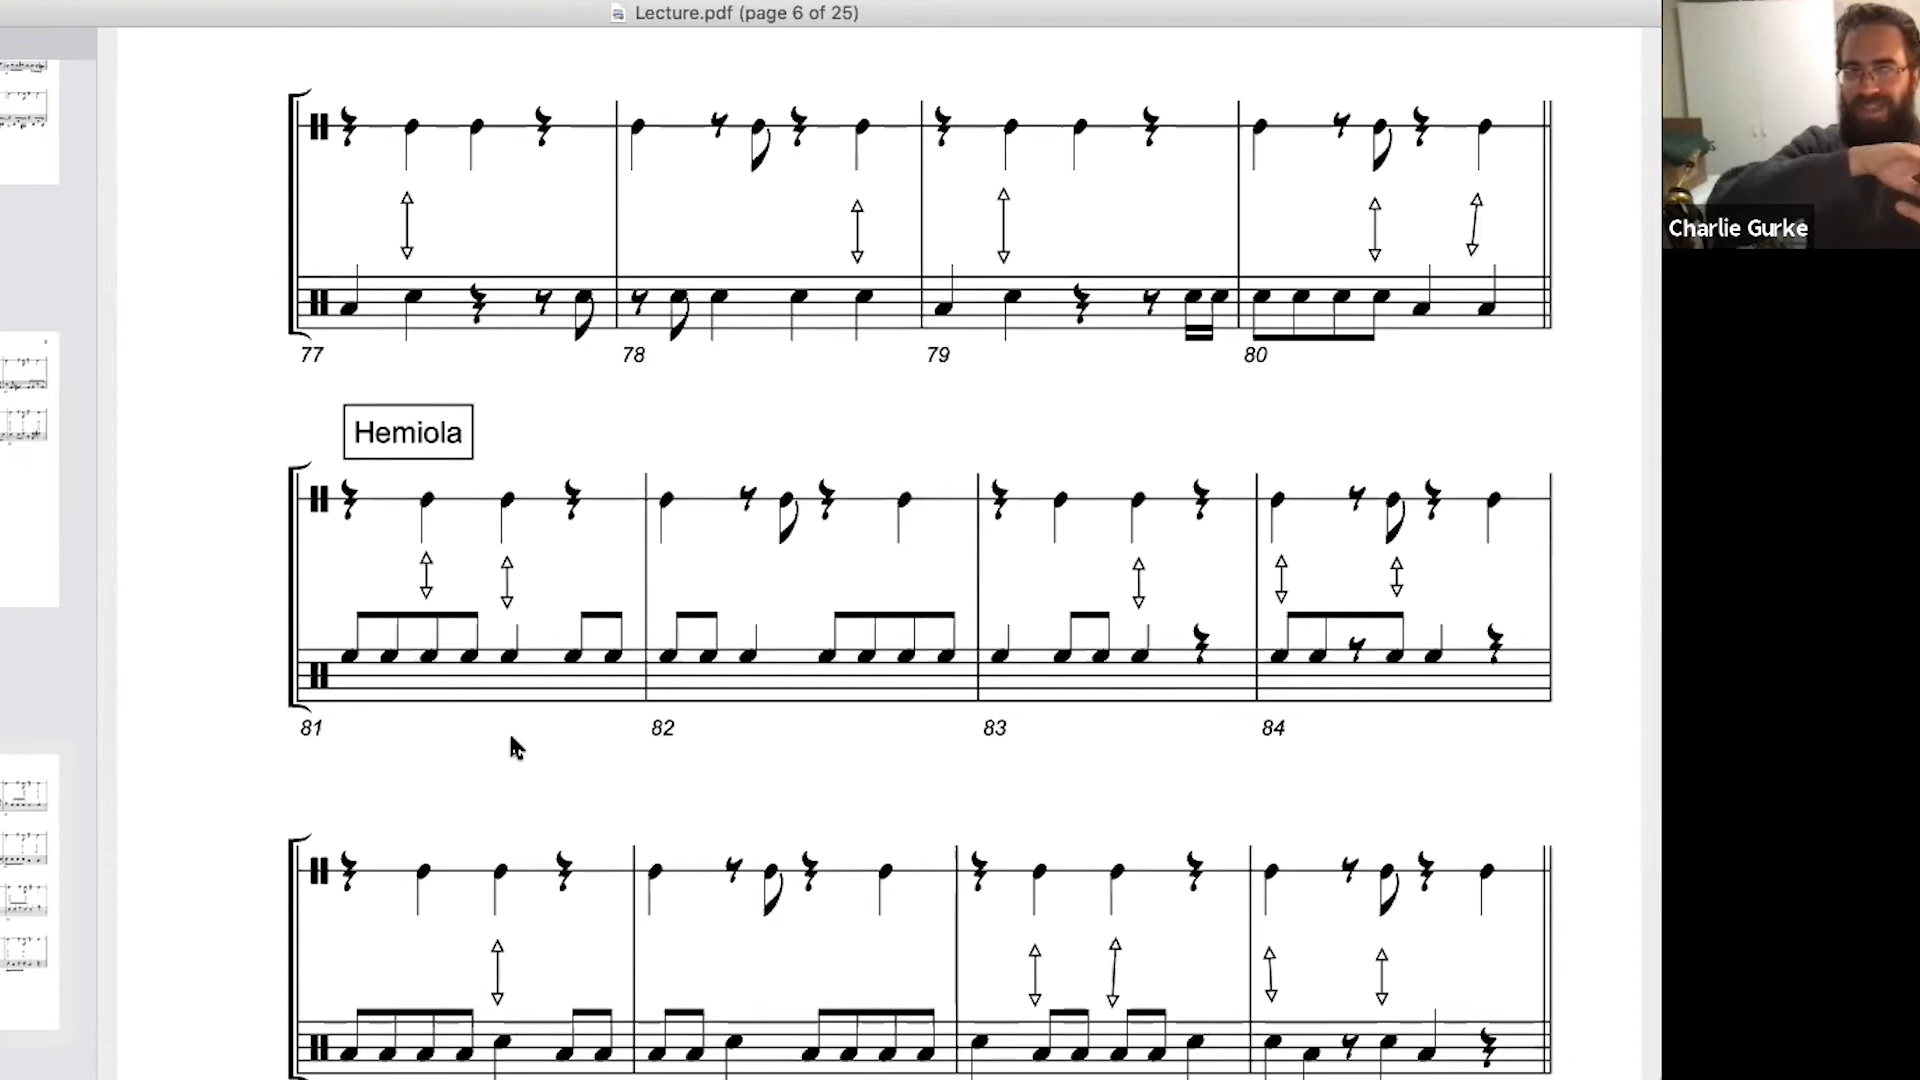 Lecture.pdf (page 6 of 25)
Charlie Gurke
77 78 79 80
Hemiola
81 82 83 84